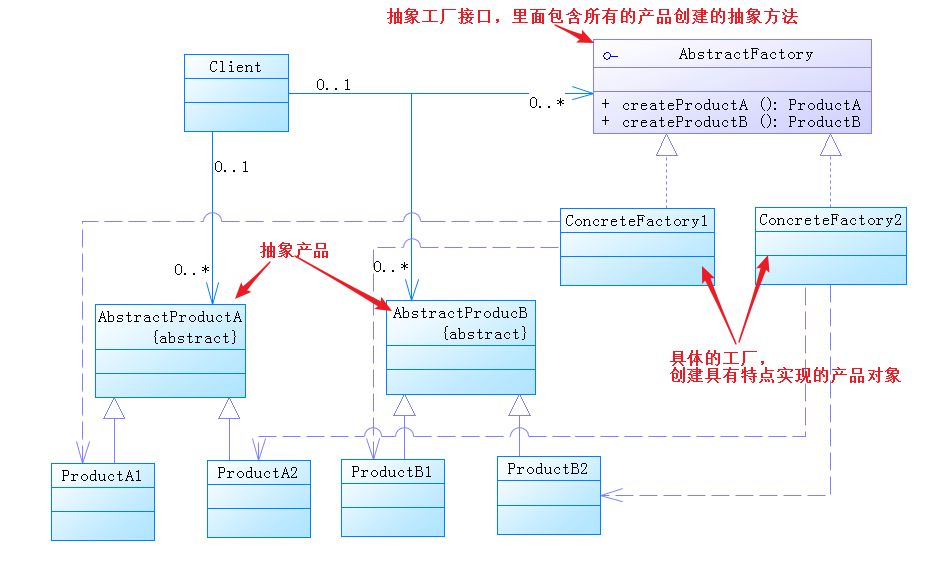 抽象工厂接口，里面包含所有的产品创建的抽象方法
AbstractFactory
Client
0..1
0..*
+ createProductA (): ProductA
+ createProductB (): ProductB
0..1
ConcreteFactory1
ConcreteFactory2
抽象产品
0..*
0..*
AbstractProductA
{abstract}
AbstractProducB
{abstract}
具体的工厂，
创建具有特点实现的产品对象
ProductA1
ProductA2
ProductB1
ProductB2